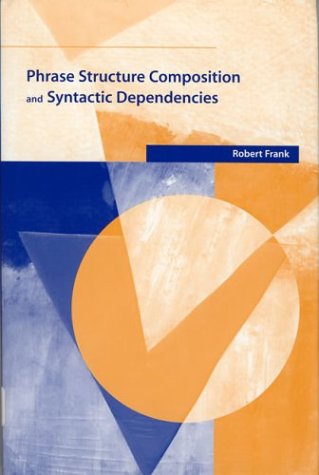 Phrase Structure Composition
and Syntactic Dependencies
Robert Frank